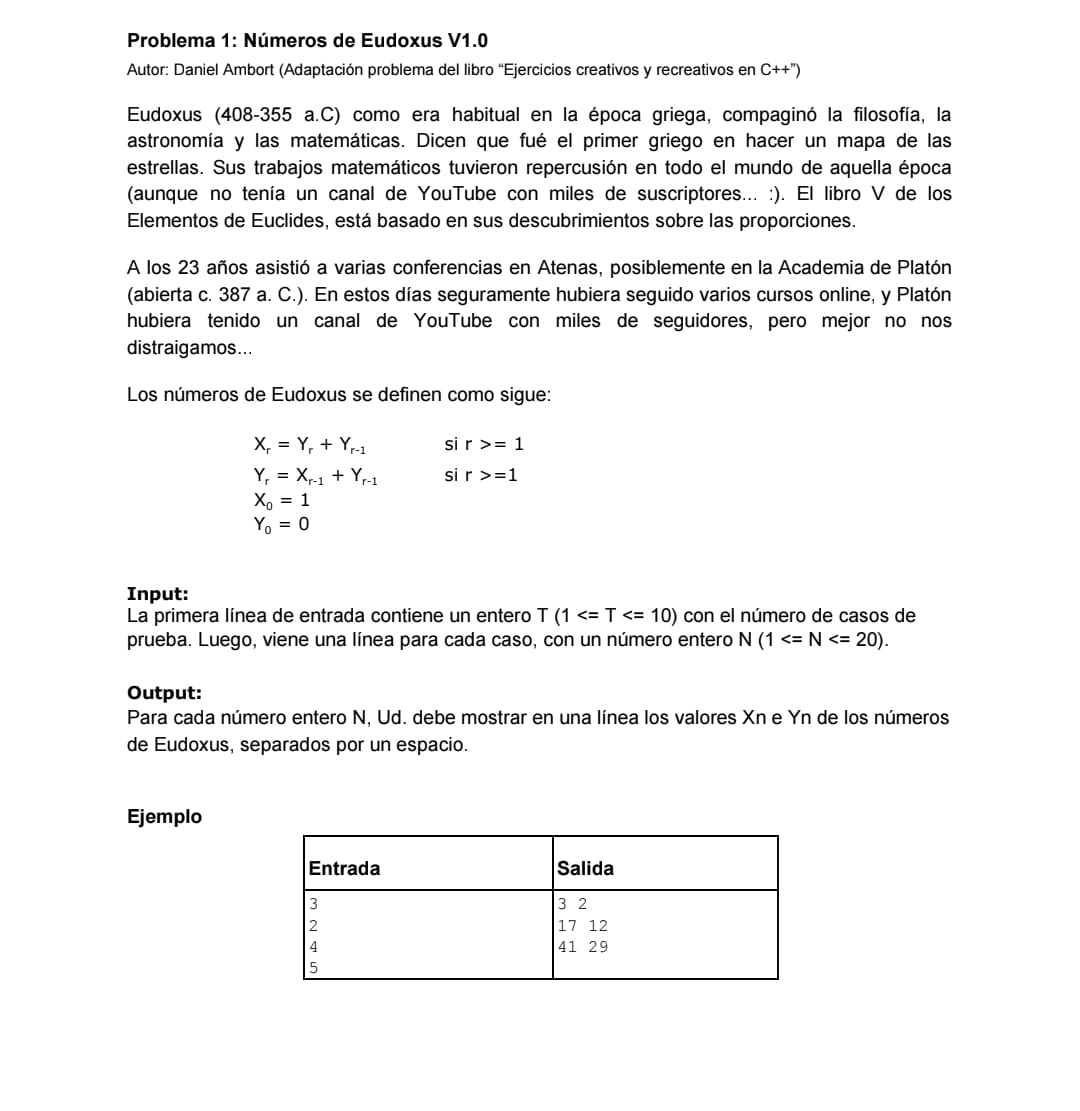 Problema 1: Números de Eudoxus V1.0
Autor: Daniel Ambort (Adaptación problema del libro “Ejercicios creativos y recreativos en C++”)
Eudoxus (408-355 a.C) como era habitual en la época griega, compaginó la filosofía, la
astronomía y las matemáticas. Dicen que fué el primer griego en hacer un mapa de las
estrellas. Sus trabajos matemáticos tuvieron repercusión en todo el mundo de aquella época
(aunque no tenía un canal de YouTube con miles de suscriptores... :). El libro V de los
Elementos de Euclides, está basado en sus descubrimientos sobre las proporciones.
A los 23 años asistió a varias conferencias en Atenas, posiblemente en la Academia de Platón
(abierta c. 387 a. C.). En estos días seguramente hubiera seguido varios cursos online, y Platón
hubiera tenido un canal de YouTube con miles de seguidores, pero mejor no nos
distraigamos...
Los números de Eudoxus se definen como sigue:
X_r = Y_r + Y_{r-1} si r >= 1
Y_r = X_{r-1} + Y_{r-1} si r >=1
X_0 = 1
Y_0 = 0
Input:
La primera línea de entrada contiene un entero T (1 <= T <= 10) con el número de casos de
prueba. Luego, viene una línea para cada caso, con un número entero N (1 <= N <= 20).
Output:
Para cada número entero N, Ud. debe mostrar en una línea los valores Xn e Yn de los números
de Eudoxus, separados por un espacio.
Ejemplo
Entrada Salida
3 3 2
2 17 12
4 41 29
5